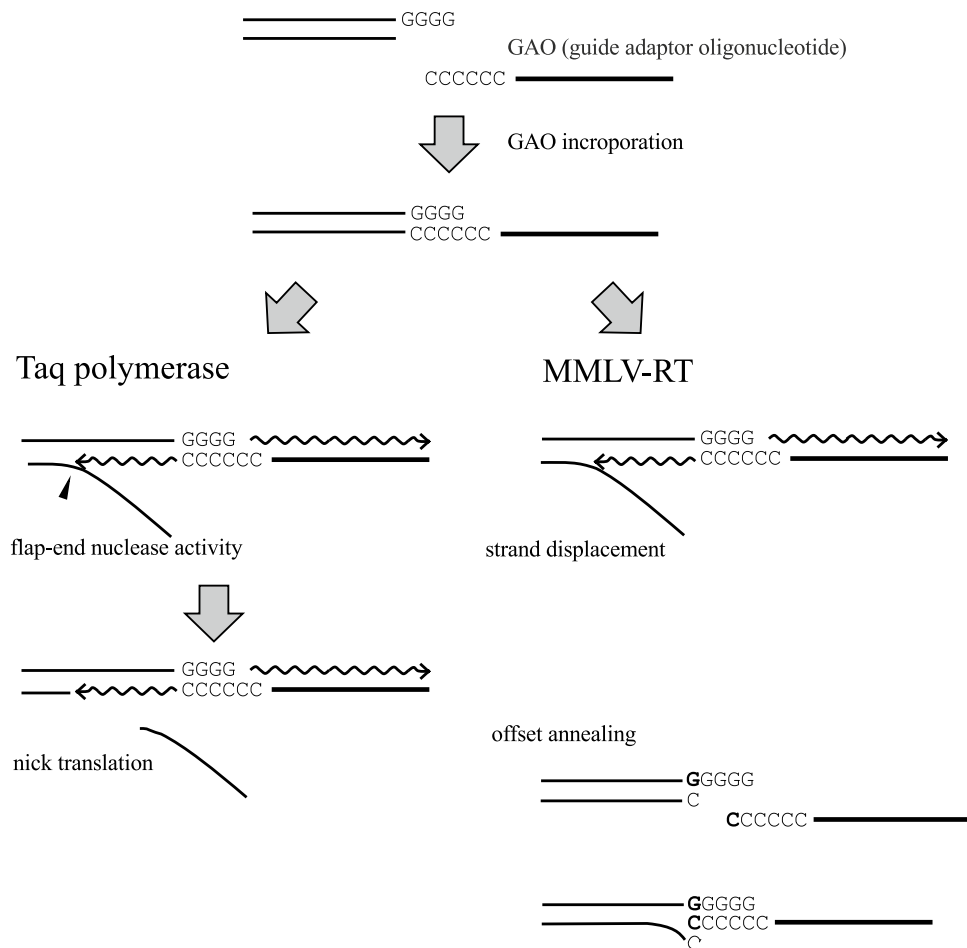 GGGG
GAO (guide adaptor oligonucleotide)
CCCCCC
GAO incroporation
GGGG
CCCCCC
Taq polymerase
MMLV-RT
GGGG
CCCCCC
flap-end nuclease activity
GGGG
CCCCCC
strand displacement
GGGG
CCCCCC
nick translation
offset annealing
GGGGG
C
CCCCCC
GGGGG
CCCCCC
C